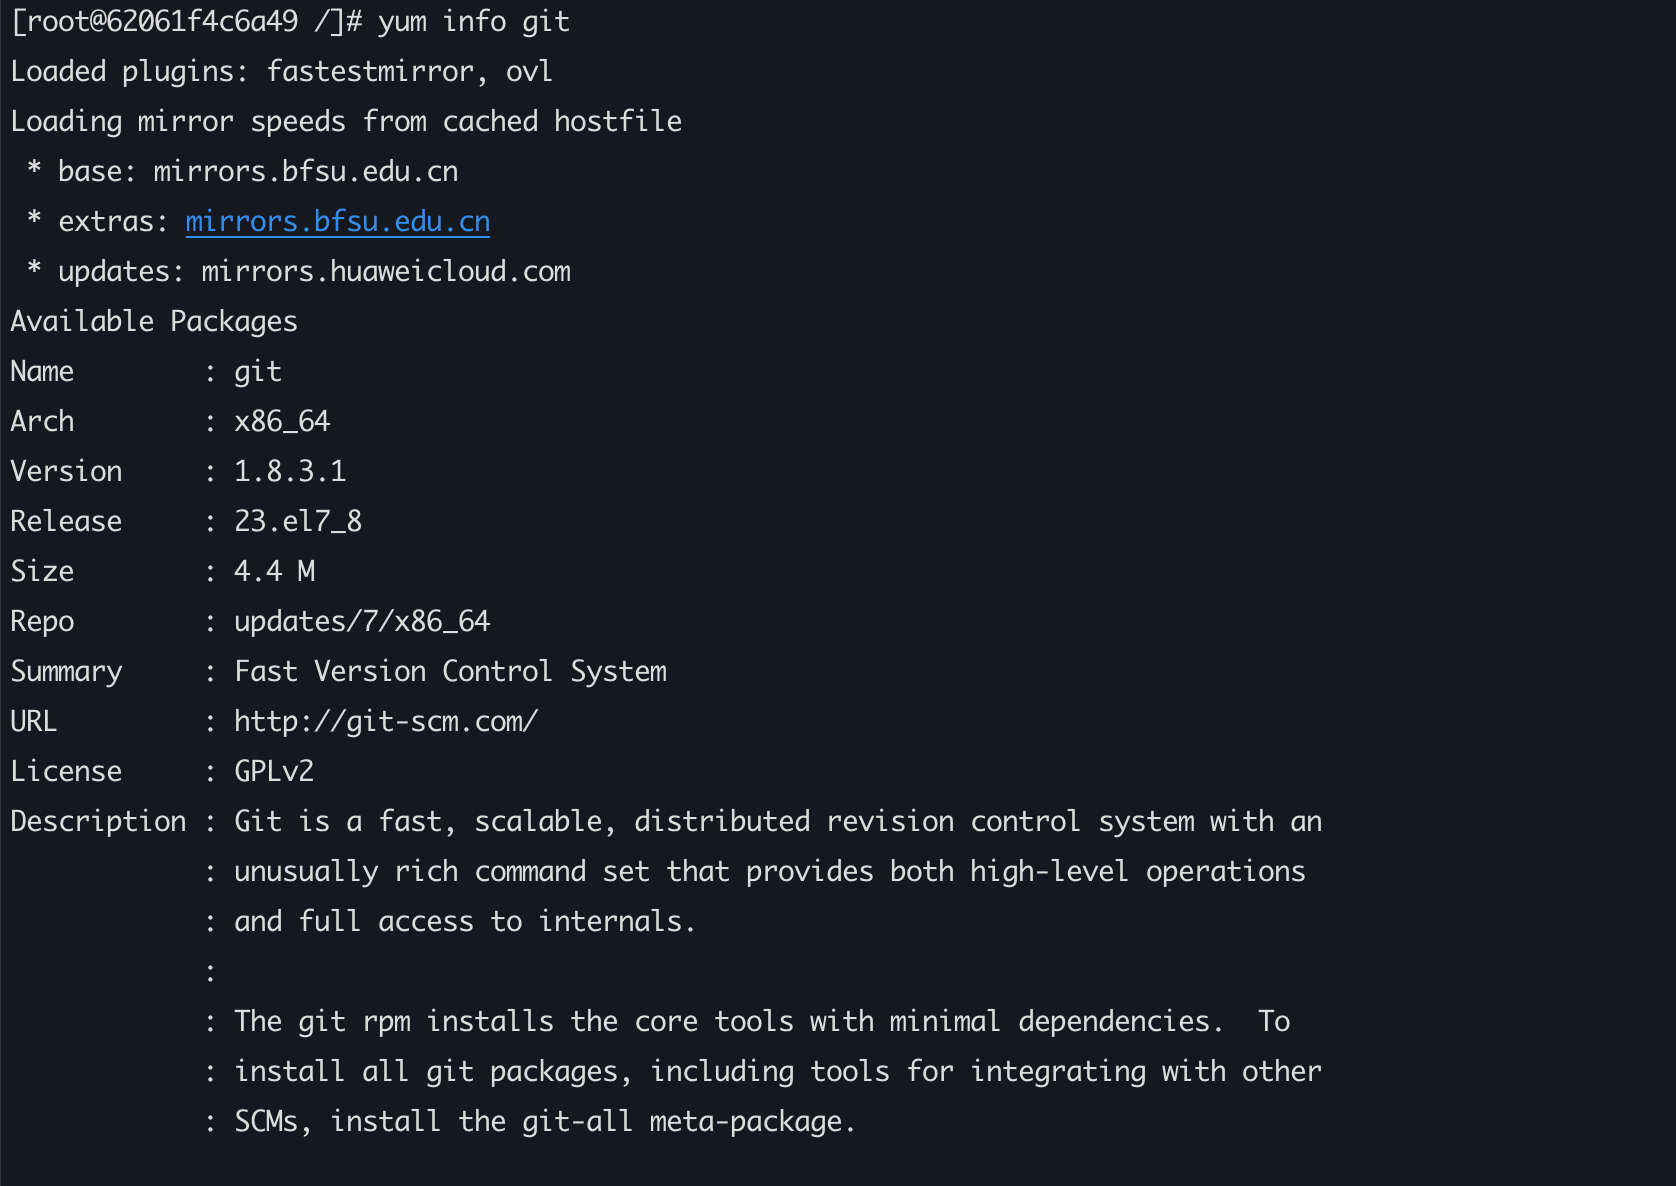 [root@62061f4c6a49 /]# yum info git
Loaded plugins: fastestmirror, ovl
Loading mirror speeds from cached hostfile
 * base: mirrors.bfsu.edu.cn
 * extras: mirrors.bfsu.edu.cn
 * updates: mirrors.huaweicloud.com
Available Packages
Name        : git
Arch        : x86_64
Version     : 1.8.3.1
Release     : 23.el7_8
Size        : 4.4 M
Repo        : updates/7/x86_64
Summary     : Fast Version Control System
URL         : http://git-scm.com/
License     : GPLv2
Description : Git is a fast, scalable, distributed revision control system with an
            : unusually rich command set that provides both high-level operations
            : and full access to internals.
            :
            : The git rpm installs the core tools with minimal dependencies.  To
            : install all git packages, including tools for integrating with other
            : SCMs, install the git-all meta-package.